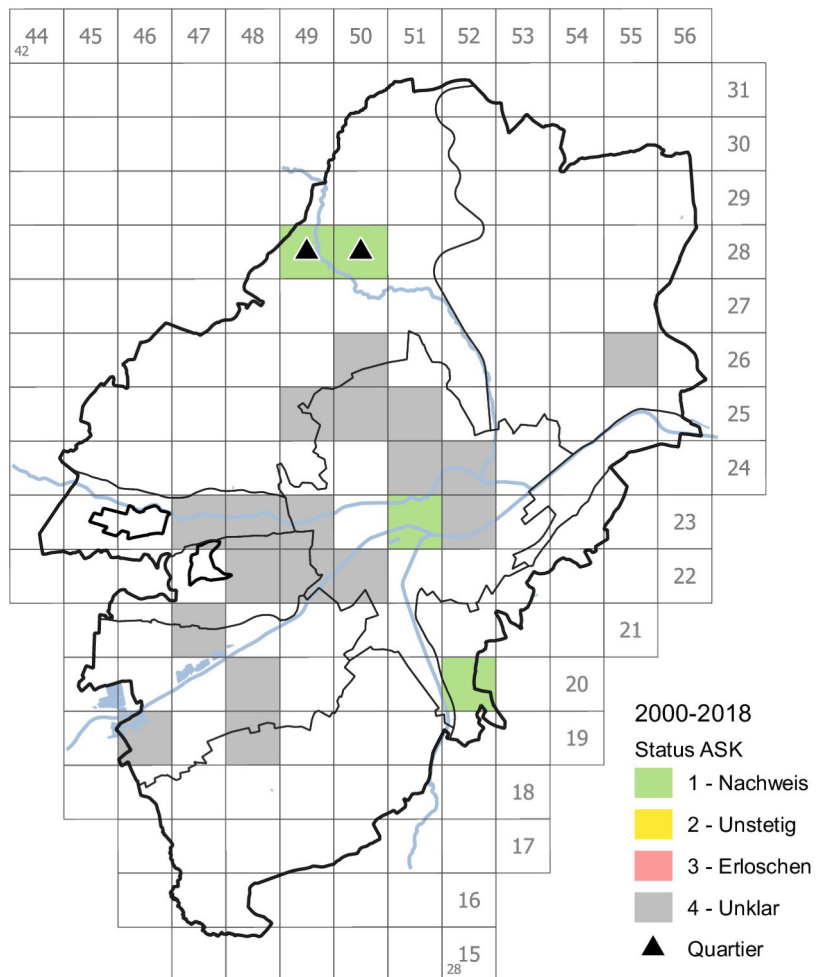 44 45 46 47 48 49 50 51 52 53 54 55 56
42
31
30
29
28
27
26
25
24
23
22
21
20
19
18
17
16
15
28
2000-2018
Status ASK
1 - Nachweis
2 - Unstetig
3 - Erloschen
4 - Unklar
Quartier